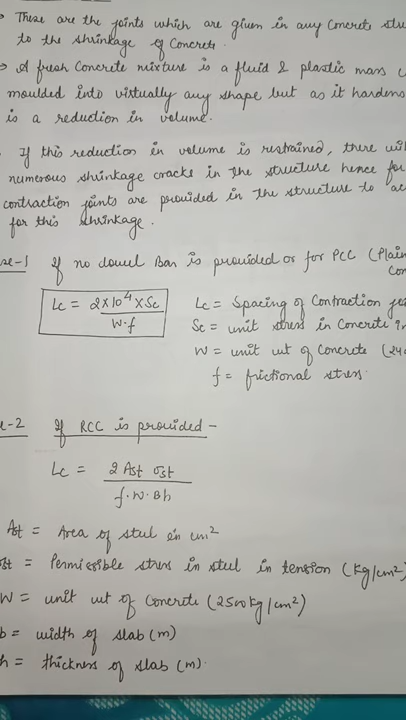 These are the joints which are given in any concrete
to the shrinkage of concrete.
A fresh concrete mixture is a fluid & plastic mass
moulded into virtually any shape but as it hardens
is a reduction in volume.
If this reduction in volume is restrained, there
numerous shrinkage cracks in the structure hence for
contraction joints are provided in the structure to
for this shrinkage.
-1 If no dowel Bar is provided or for PCC (Plain
Lc = 2×10⁴×Sc / W.f
Lc = Spacing of Contraction
Sc = unit stress in concrete
W = unit wt of concrete (24
f = frictional stress
-2 If RCC is provided -
Lc = 2 Ast σst / f.W.Bh
Ast = Area of steel in cm²
σst = Permissible stress in steel in tension (kg/cm²)
W = unit wt of concrete (2500kg/cm²)
b = width of slab (m)
h = thickness of slab (m).